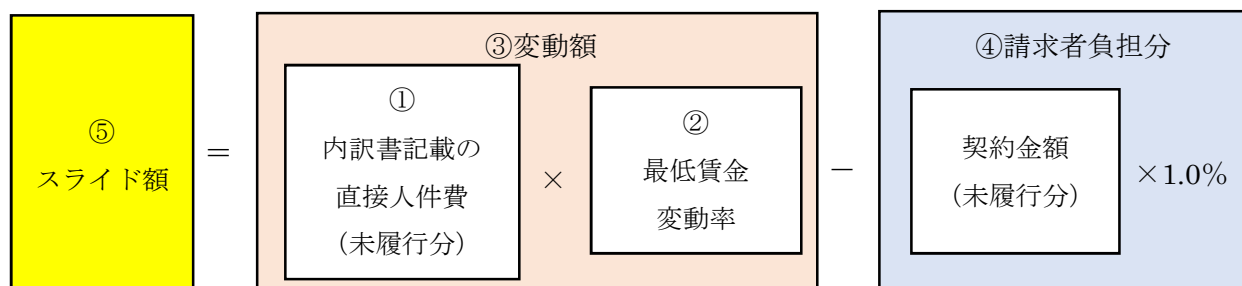 ⑤
スライド額
＝
③変動額
①
内訳書記載の
直接人件費
（未履行分）
×
②
最低賃金
変動率
－
④請求者負担分
契約金額
（未履行分）
×1.0%